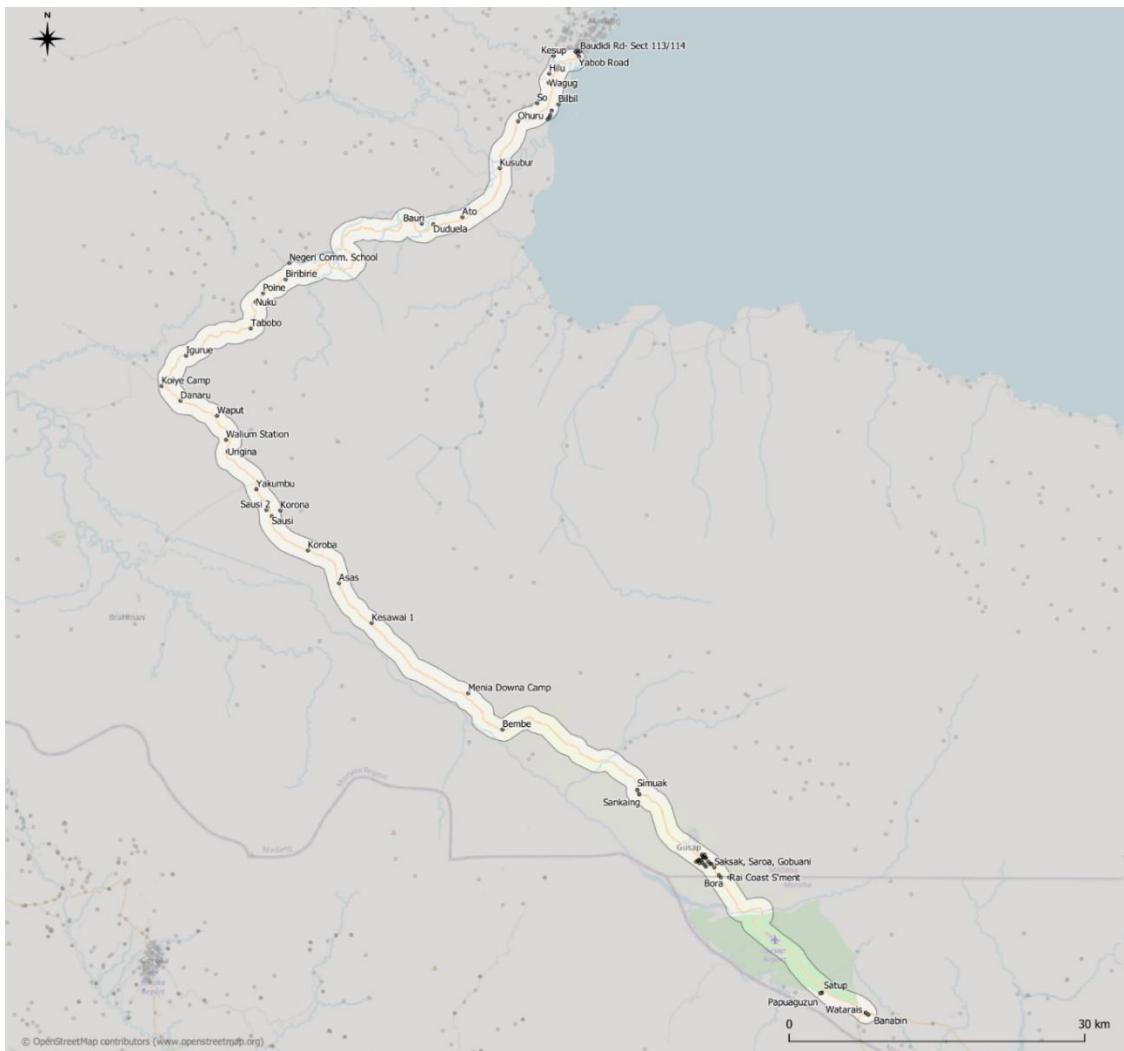 N
Madang
Kesup
Baudidi Rd- Sect 113/114
Yabob Road
Hilu
Wagug
So
Bilbil
Ohuru
Kusubur
Ato
Bauri
Duduela
Negeri Comm. School
Biribirie
Poine
Nuku
Tabobo
Igurue
Koiye Camp
Danaru
Waput
Walium Station
Urigina
Yakumbu
Sausi 2
Korona
Sausi
Koroba
Asas
Brahman
Kesawai 1
Menia Downa Camp
Bembe
Simuak
Sankaing
Gusap
Saksak, Saroa, Gobuani
Rai Coast S'ment
Bora
Satup
Papuaguzun
Watarais
Banabin
0 30 km
© OpenStreetMap contributors (www.openstreetmap.org)